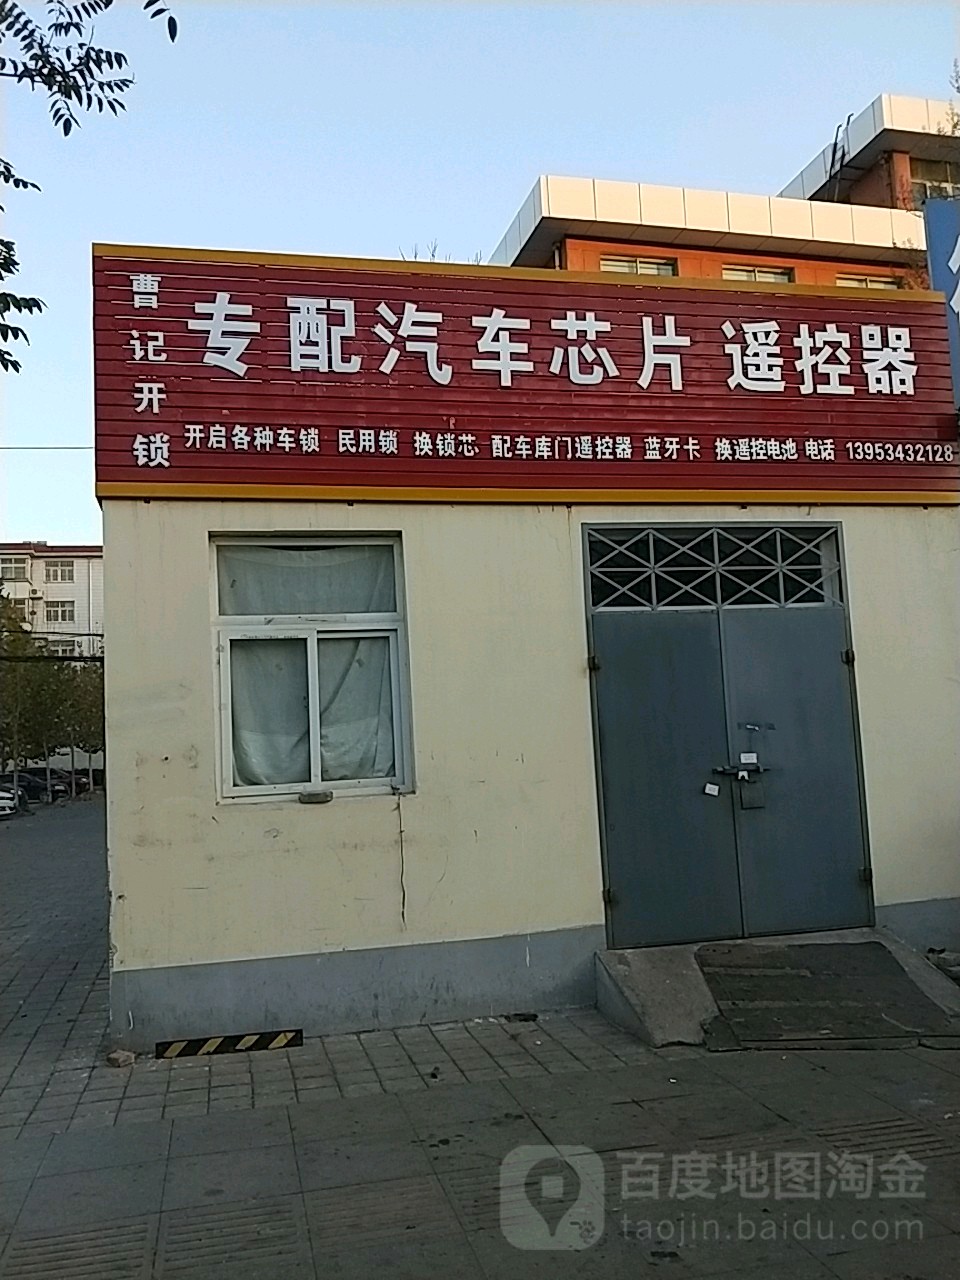 曹记开锁
专配汽车芯片 遥控器
开启各种车锁 民用锁 换锁芯 配车库门遥控器 蓝牙卡 换遥控电池 电话 13953432128
百度地图淘金
taojin.baidu.com